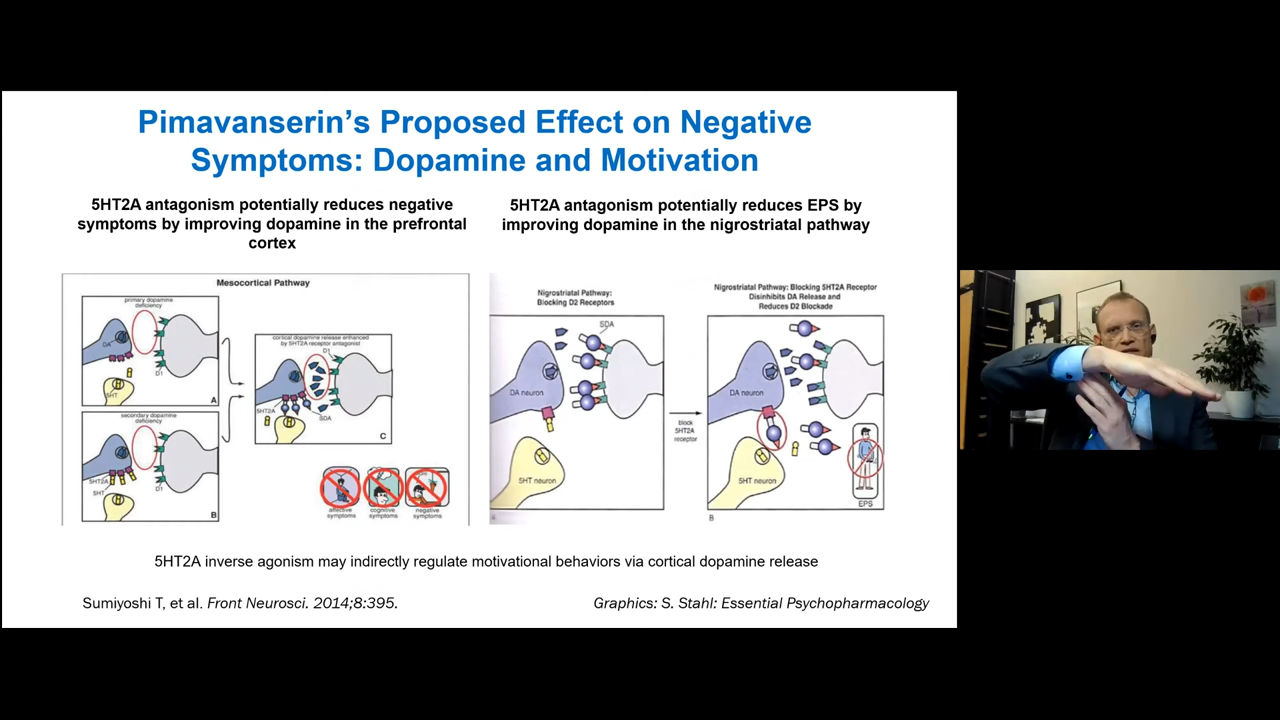 Pimavanserin's Proposed Effect on Negative
Symptoms: Dopamine and Motivation
5HT2A antagonism potentially reduces negative
symptoms by improving dopamine in the prefrontal
cortex
5HT2A antagonism potentially reduces EPS by
improving dopamine in the nigrostriatal pathway
Mesocortical Pathway
primary dopamine
deficiency
DA
D1
5HT
A
secondary dopamine
deficiency
5HT2A
5HT
D1
B
cortical dopamine release enhanced
by 5HT2A receptor antagonist
D1
5HT2A
SDA
C
affective
symptoms
cognitive
symptoms
negative
symptoms
Nigrostriatal Pathway:
Blocking D2 Receptors
SDA
DA neuron
5HT neuron
block
5HT2A
receptor
Nigrostriatal Pathway: Blocking 5HT2A Receptor
Disinhibits DA Release and
Reduces D2 Blockade
DA neuron
5HT neuron
EPS
B
5HT2A inverse agonism may indirectly regulate motivational behaviors via cortical dopamine release
Sumiyoshi T, et al. Front Neurosci. 2014;8:395.
Graphics: S. Stahl: Essential Psychopharmacology